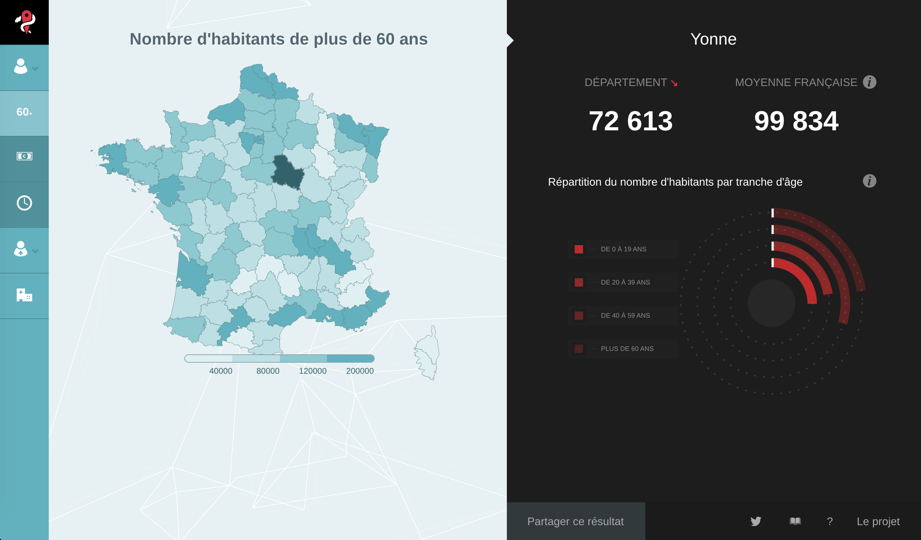 Nombre d'habitants de plus de 60 ans
60+
40000 80000 120000 200000
Yonne
DÉPARTEMENT MOYENNE FRANÇAISE i
72 613 99 834
Répartition du nombre d'habitants par tranche d'âge i
DE 0 À 19 ANS
DE 20 À 39 ANS
DE 40 À 59 ANS
PLUS DE 60 ANS
Partager ce résultat ? Le projet